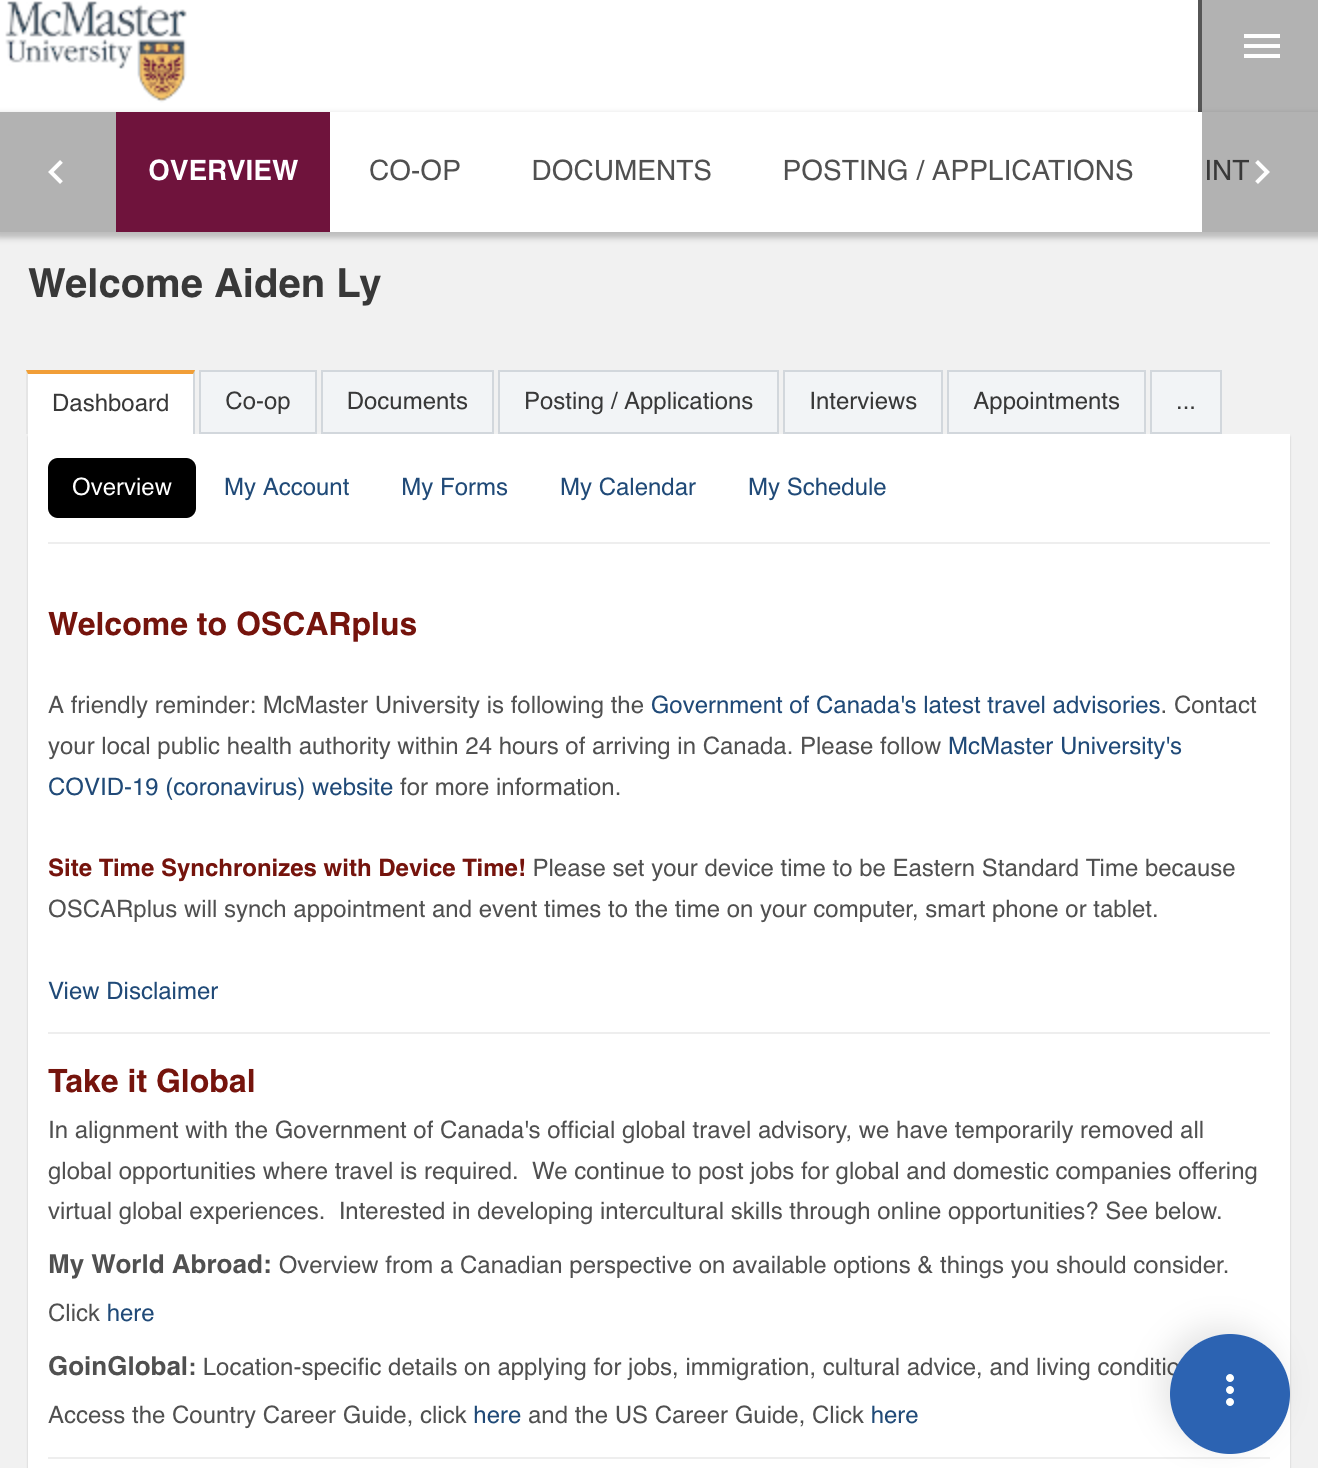 McMaster
University
OVERVIEW CO-OP DOCUMENTS POSTING / APPLICATIONS INT
Welcome Aiden Ly
Dashboard Co-op Documents Posting / Applications Interviews Appointments ...
Overview My Account My Forms My Calendar My Schedule
Welcome to OSCARplus
A friendly reminder: McMaster University is following the Government of Canada's latest travel advisories. Contact
your local public health authority within 24 hours of arriving in Canada. Please follow McMaster University's
COVID-19 (coronavirus) website for more information.
Site Time Synchronizes with Device Time! Please set your device time to be Eastern Standard Time because
OSCARplus will synch appointment and event times to the time on your computer, smart phone or tablet.
View Disclaimer
Take it Global
In alignment with the Government of Canada's official global travel advisory, we have temporarily removed all
global opportunities where travel is required. We continue to post jobs for global and domestic companies offering
virtual global experiences. Interested in developing intercultural skills through online opportunities? See below.
My World Abroad: Overview from a Canadian perspective on available options & things you should consider.
Click here
GoinGlobal: Location-specific details on applying for jobs, immigration, cultural advice, and living conditio
Access the Country Career Guide, click here and the US Career Guide, Click here